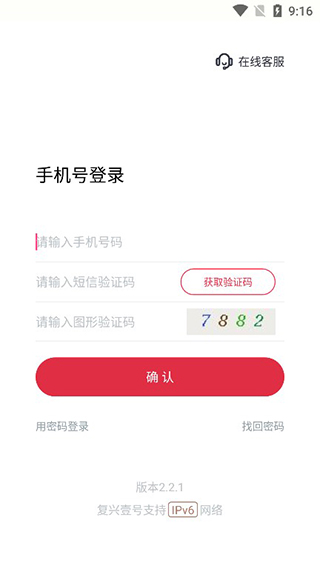 9:16
在线客服
手机号登录
请输入手机号码
请输入短信验证码 获取验证码
请输入图形验证码 7882
确认
用密码登录 找回密码
版本2.2.1
复兴壹号支持 IPv6 网络